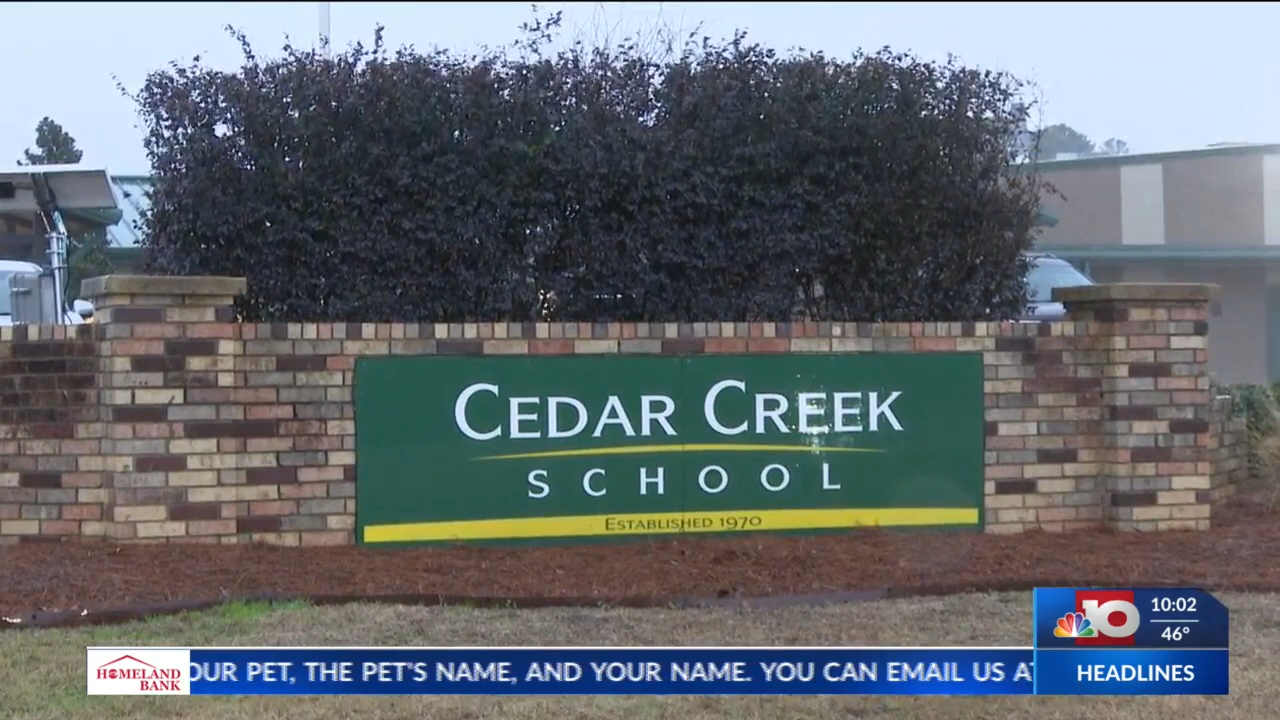 CEDAR CREEK
SCHOOL
ESTABLISHED 1970
10
10:02
46°
HOMELAND
BANK
OUR PET, THE PET'S NAME, AND YOUR NAME. YOU CAN EMAIL US AT
HEADLINES